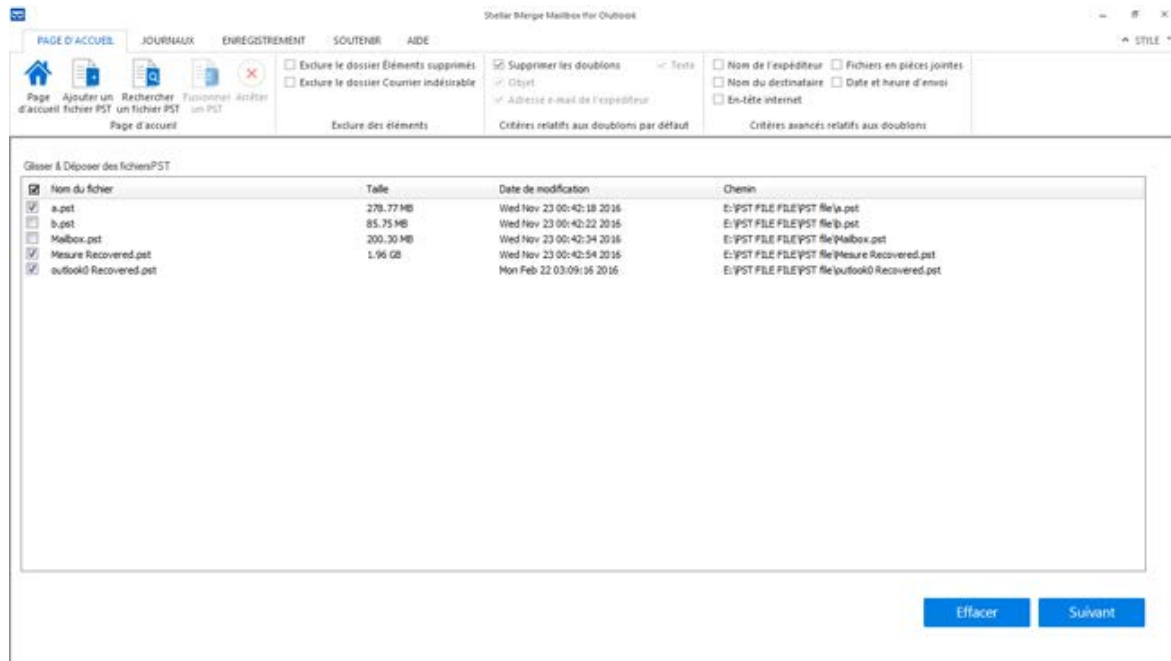 Stellar Merge Mailbox for Outlook
PAGE D'ACCUEIL JOURNAUX ENREGISTREMENT SOUTENIR AIDE STYLE
Page d'accueil
Ajouter un fichier PST
Rechercher un fichier PST
Fusionner un PST
Arrêter
Page d'accueil
Exclure le dossier Éléments supprimés
Exclure le dossier Courrier indésirable
Exclure des éléments
Supprimer les doublons Texte
Objet
Adresse e-mail de l'expéditeur
Critères relatifs aux doublons par défaut
Nom de l'expéditeur Fichiers en pièces jointes
Nom du destinataire Date et heure d'envoi
En-tête internet
Critères avancés relatifs aux doublons
Glisser & Déposer des fichiersPST
Nom du fichier Taille Date de modification Chemin
a.pst 278.77 MB Wed Nov 23 00:42:18 2016 E:\PST FILE FILE\PST file\a.pst
b.pst 85.75 MB Wed Nov 23 00:42:22 2016 E:\PST FILE FILE\PST file\b.pst
Mailbox.pst 200.30 MB Wed Nov 23 00:42:34 2016 E:\PST FILE FILE\PST file\Mailbox.pst
Mesure Recovered.pst 1.96 GB Wed Nov 23 00:42:54 2016 E:\PST FILE FILE\PST file\Mesure Recovered.pst
outlook0 Recovered.pst Mon Feb 22 03:09:16 2016 E:\PST FILE FILE\PST file\outlook0 Recovered.pst
Effacer Suivant